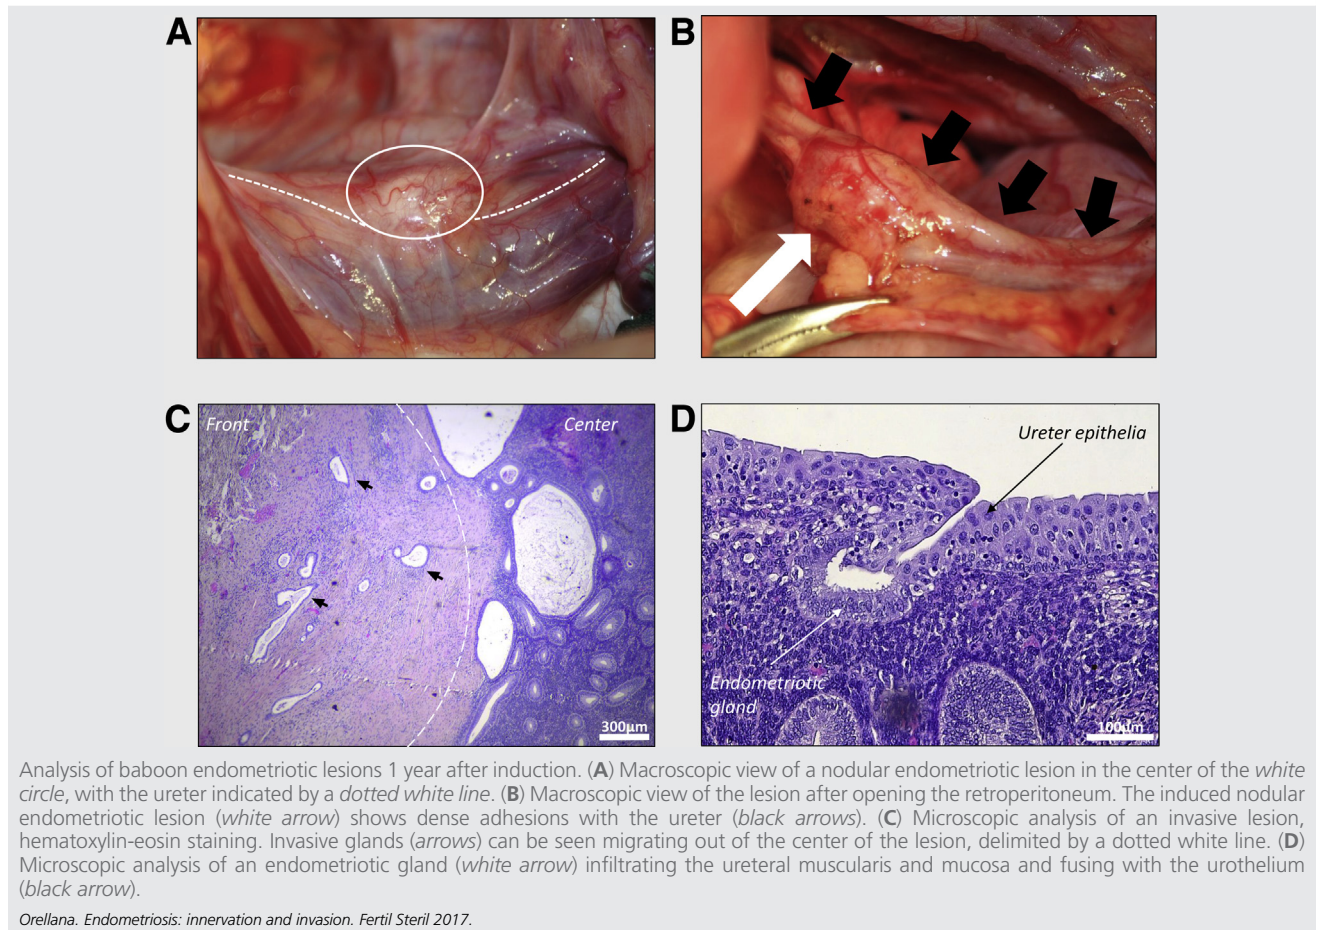 A
B
C
Front
Center
300μm
D
Ureter epithelia
Endometriotic
gland
100μm
Analysis of baboon endometriotic lesions 1 year after induction. (A) Macroscopic view of a nodular endometriotic lesion in the center of the white
circle, with the ureter indicated by a dotted white line. (B) Macroscopic view of the lesion after opening the retroperitoneum. The induced nodular
endometriotic lesion (white arrow) shows dense adhesions with the ureter (black arrows). (C) Microscopic analysis of an invasive lesion,
hematoxylin-eosin staining. Invasive glands (arrows) can be seen migrating out of the center of the lesion, delimited by a dotted white line. (D)
Microscopic analysis of an endometriotic gland (white arrow) infiltrating the ureteral muscularis and mucosa and fusing with the urothelium
(black arrow).
Orellana. Endometriosis: innervation and invasion. Fertil Steril 2017.